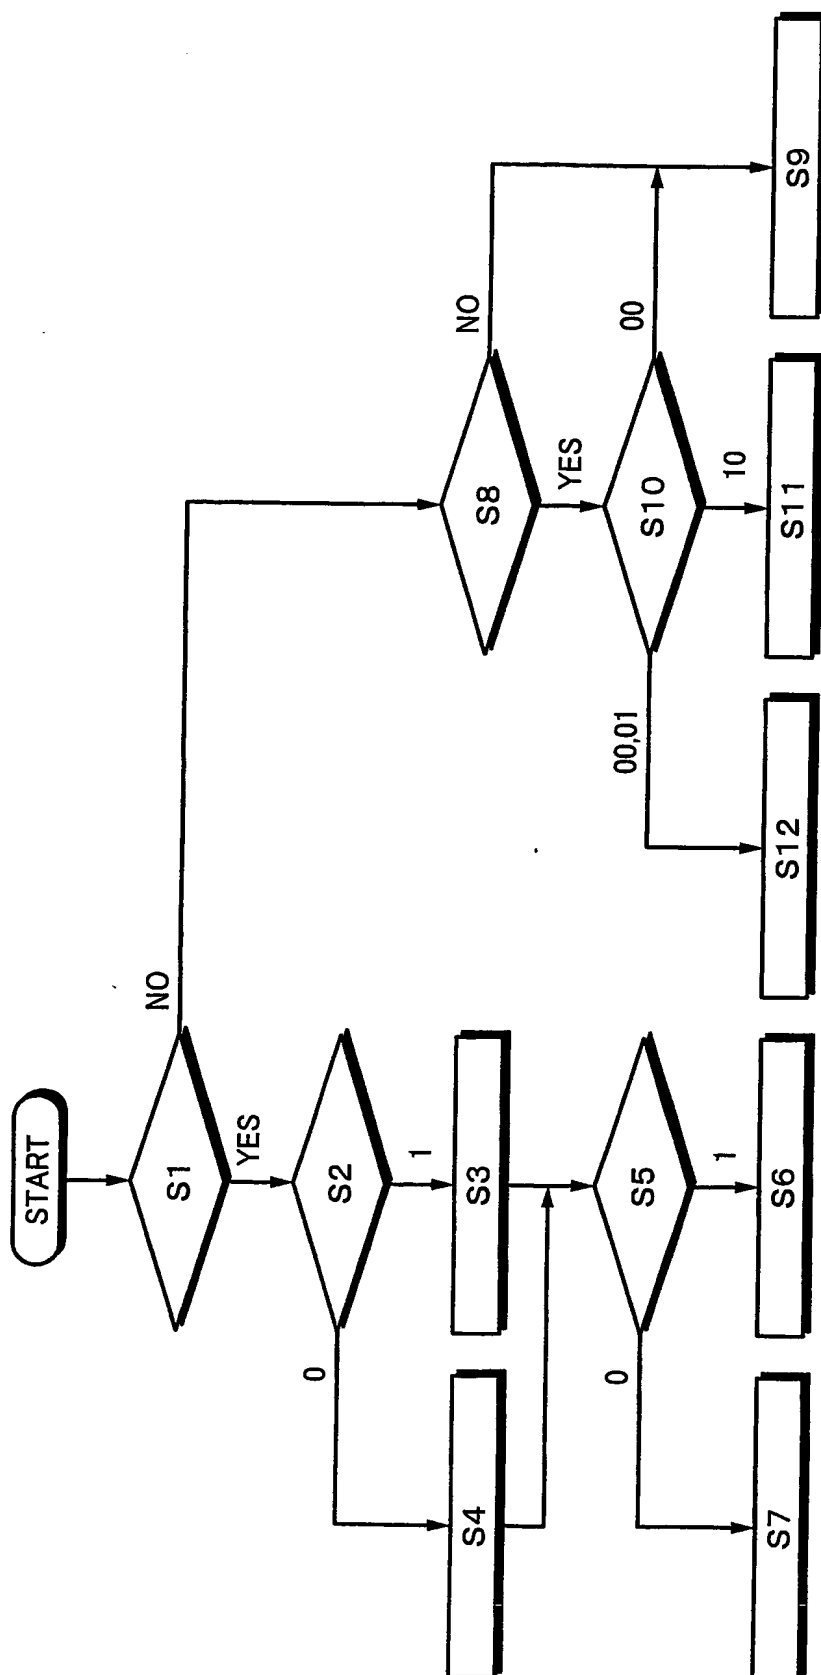 START
S1
NO
YES
S2
0
1
S4
S3
S5
0
1
S7
S6
S8
NO
YES
S10
00,01
10
00
S12
S11
S9